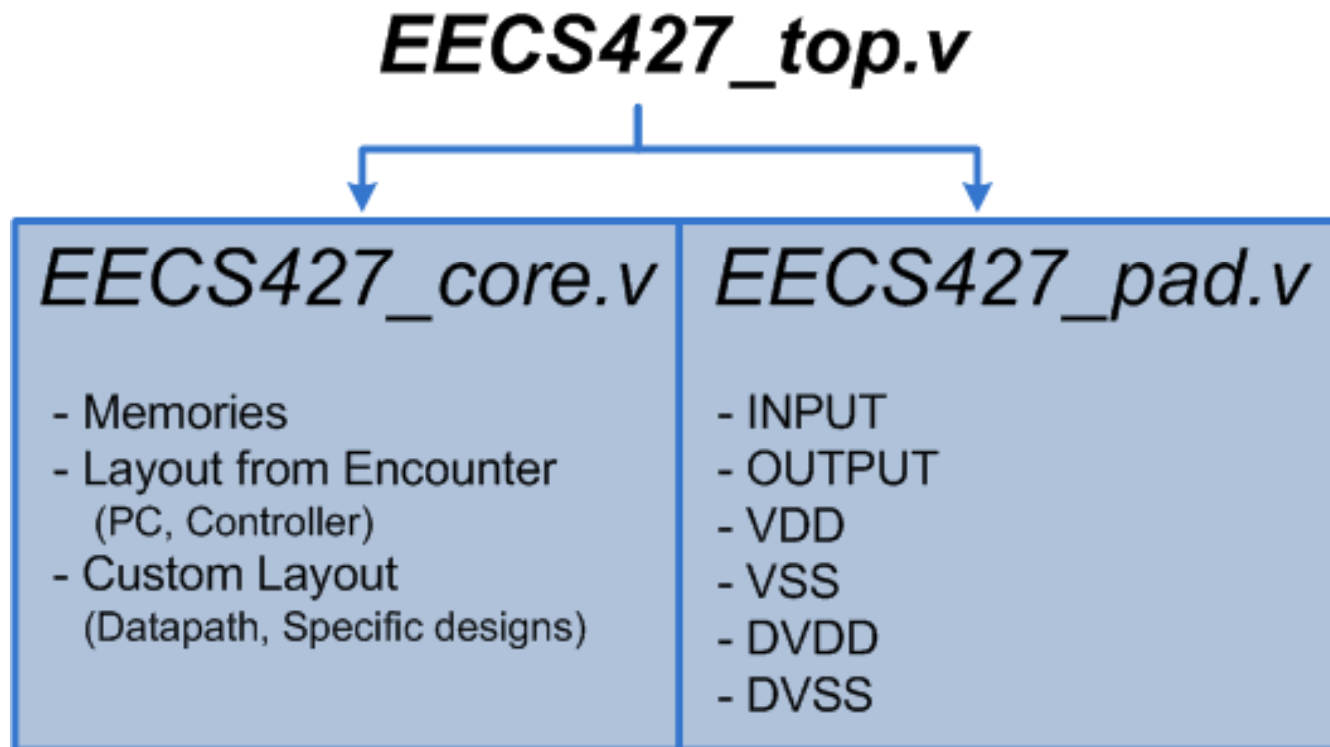 EECS427_top.v
EECS427_core.v
- Memories
- Layout from Encounter
(PC, Controller)
- Custom Layout
(Datapath, Specific designs)
EECS427_pad.v
- INPUT
- OUTPUT
- VDD
- VSS
- DVDD
- DVSS